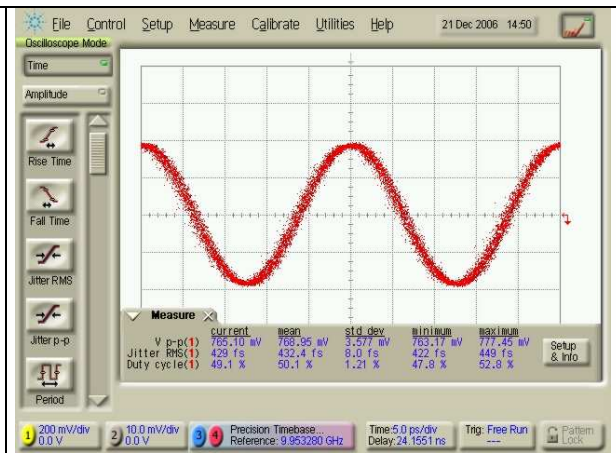 File Control Setup Measure Calibrate Utilities Help 21 Dec 2006 14:50
Oscilloscope Mode
Time
Amplitude
Rise Time
Fall Time
Jitter RMS
Jitter p-p
Period
Measure
current mean std dev minimum maximum
V p-p(1) 765.10 mV 768.95 mV 3.577 mV 763.17 mV 777.45 mV
Jitter RMS(1) 429 fs 432.4 fs 8.0 fs 422 fs 449 fs
Duty cycle(1) 49.1 % 50.1 % 1.21 % 47.8 % 52.8 %
Setup
& Info
1 200 mV/div
0.0 V
2 10.0 mV/div
0.0 V
3 4 Precision Timebase...
Reference: 9.953280 GHz
Time:5.0 ps/div
Delay:24.1551 ns
Trig: Free Run
---
Pattern
Lock